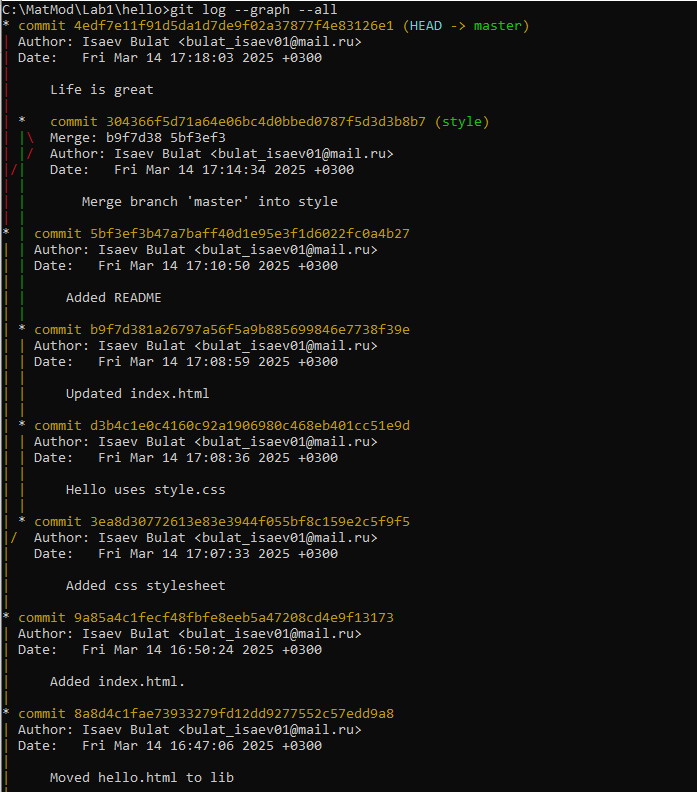 C:\MatMod\Lab1\hello>git log --graph --all
* commit 4edf7e11f91d5da1d7de9f02a37877f4e83126e1 (HEAD -> master)
| Author: Isaev Bulat <bulat_isaev01@mail.ru>
| Date:   Fri Mar 14 17:18:03 2025 +0300
|
|     Life is great
|
| *   commit 304366f5d71a64e06bc4d0bbed0787f5d3d3b8b7 (style)
| |\  Merge: b9f7d38 5bf3ef3
| |/  Author: Isaev Bulat <bulat_isaev01@mail.ru>
|/|   Date:   Fri Mar 14 17:14:34 2025 +0300
| |
| |       Merge branch 'master' into style
| |
* | commit 5bf3ef3b47a7baff40d1e95e3f1d6022fc0a4b27
| | Author: Isaev Bulat <bulat_isaev01@mail.ru>
| | Date:   Fri Mar 14 17:10:50 2025 +0300
| |
| |     Added README
| |
| * commit b9f7d381a26797a56f5a9b885699846e7738f39e
| | Author: Isaev Bulat <bulat_isaev01@mail.ru>
| | Date:   Fri Mar 14 17:08:59 2025 +0300
| |
| |     Updated index.html
| |
| * commit d3b4c1e0c4160c92a1906980c468eb401cc51e9d
| | Author: Isaev Bulat <bulat_isaev01@mail.ru>
| | Date:   Fri Mar 14 17:08:36 2025 +0300
| |
| |     Hello uses style.css
| |
| * commit 3ea8d30772613e83e3944f055bf8c159e2c5f9f5
|/  Author: Isaev Bulat <bulat_isaev01@mail.ru>
|   Date:   Fri Mar 14 17:07:33 2025 +0300
|
|       Added css stylesheet
|
* commit 9a85a4c1fecf48fbfe8eeb5a47208cd4e9f13173
| Author: Isaev Bulat <bulat_isaev01@mail.ru>
| Date:   Fri Mar 14 16:50:24 2025 +0300
|
|     Added index.html.
|
* commit 8a8d4c1fae73933279fd12dd9277552c57edd9a8
| Author: Isaev Bulat <bulat_isaev01@mail.ru>
| Date:   Fri Mar 14 16:47:06 2025 +0300
|
|     Moved hello.html to lib
|